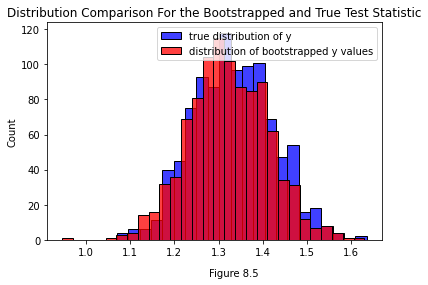 Distribution Comparison For the Bootstrapped and True Test Statistic
true distribution of y
distribution of bootstrapped y values
Count
120
100
80
60
40
20
0
1.0 1.1 1.2 1.3 1.4 1.5 1.6
Figure 8.5